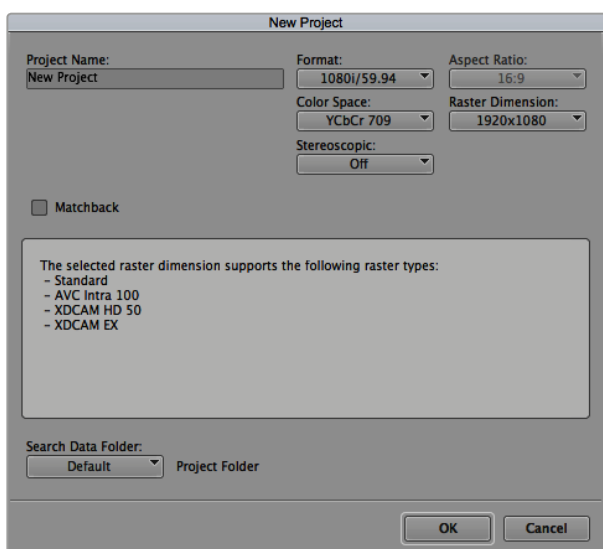 New Project
Project Name:
New Project
Format:
1080i/59.94
Aspect Ratio:
16:9
Color Space:
YCbCr 709
Raster Dimension:
1920x1080
Stereoscopic:
Off
Matchback
The selected raster dimension supports the following raster types:
- Standard
- AVC Intra 100
- XDCAM HD 50
- XDCAM EX
Search Data Folder:
Default
Project Folder
OK
Cancel